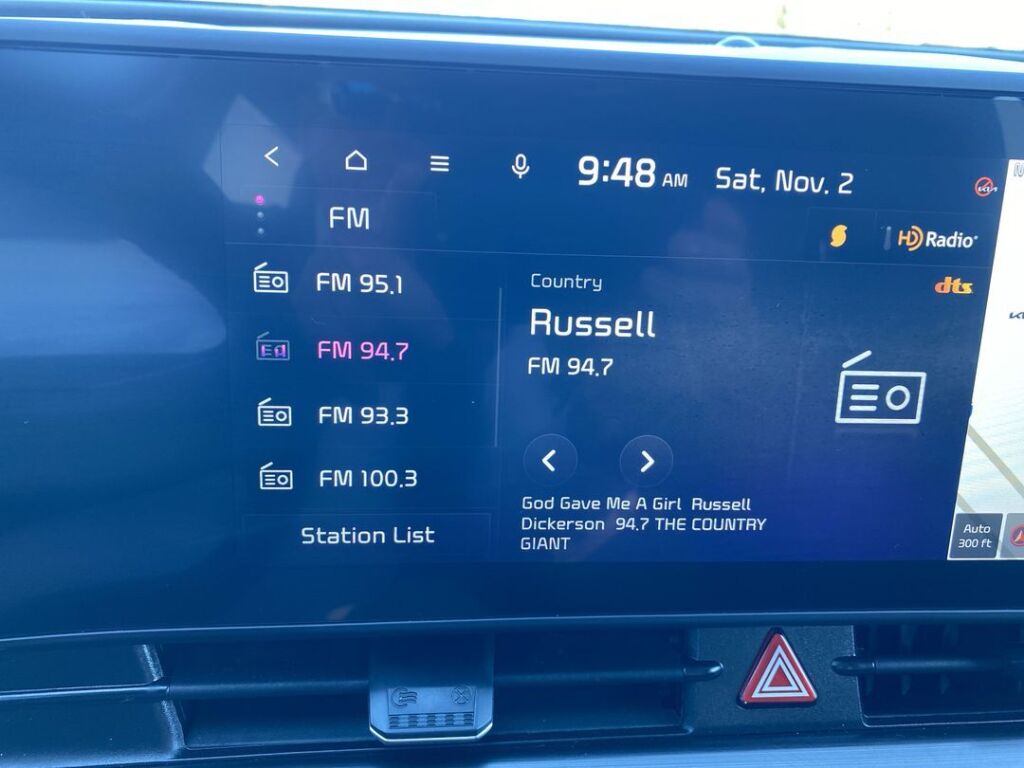 9:48 AM Sat, Nov. 2
FM
HD Radio
FM 95.1
Country
dts
Russell
FM 94.7
FM 94.7
FM 93.3
FM 100.3
God Gave Me A Girl Russell
Dickerson 94.7 THE COUNTRY
GIANT
Station List
Auto
300 ft